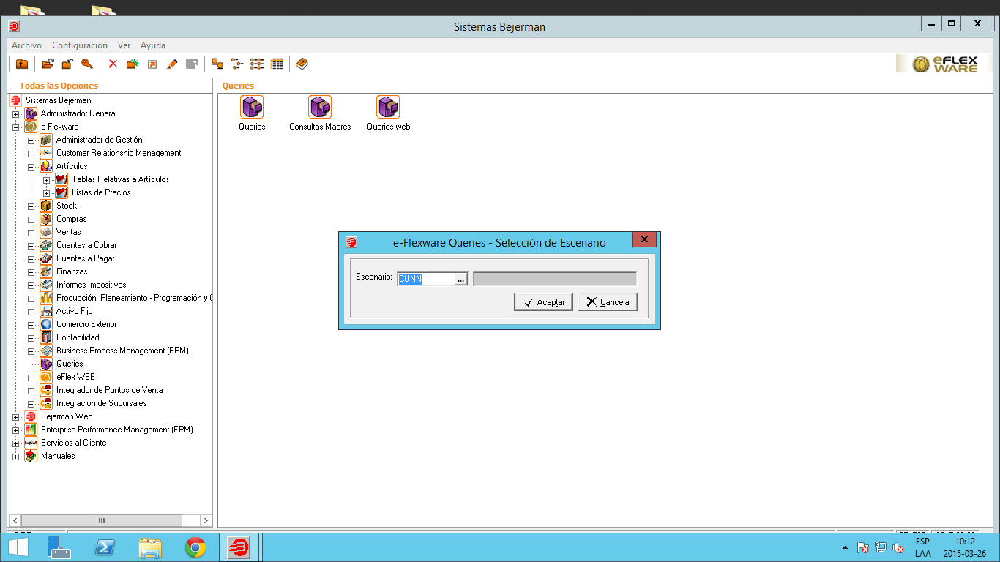 Sistemas Bejerman
Archivo Configuración Ver Ayuda
eFLEX
WARE
Todas las Opciones
Queries
Sistemas Bejerman
Administrador General
e-Flexware
Administrador de Gestión
Customer Relationship Management
Artículos
Tablas Relativas a Artículos
Listas de Precios
Stock
Compras
Ventas
Cuentas a Cobrar
Cuentas a Pagar
Finanzas
Informes Impositivos
Producción: Planeamiento - Programación y
Activo Fijo
Comercio Exterior
Contabilidad
Business Process Management (BPM)
Queries
eFlex WEB
Integrador de Puntos de Venta
Integración de Sucursales
Bejerman Web
Enterprise Performance Management (EPM)
Servicios al Cliente
Manuales
Queries Consultas Madres Queries web
e-Flexware Queries - Selección de Escenario
Escenario: CUNN ...
Aceptar Cancelar
ESP
LAA
10:12
2015-03-26